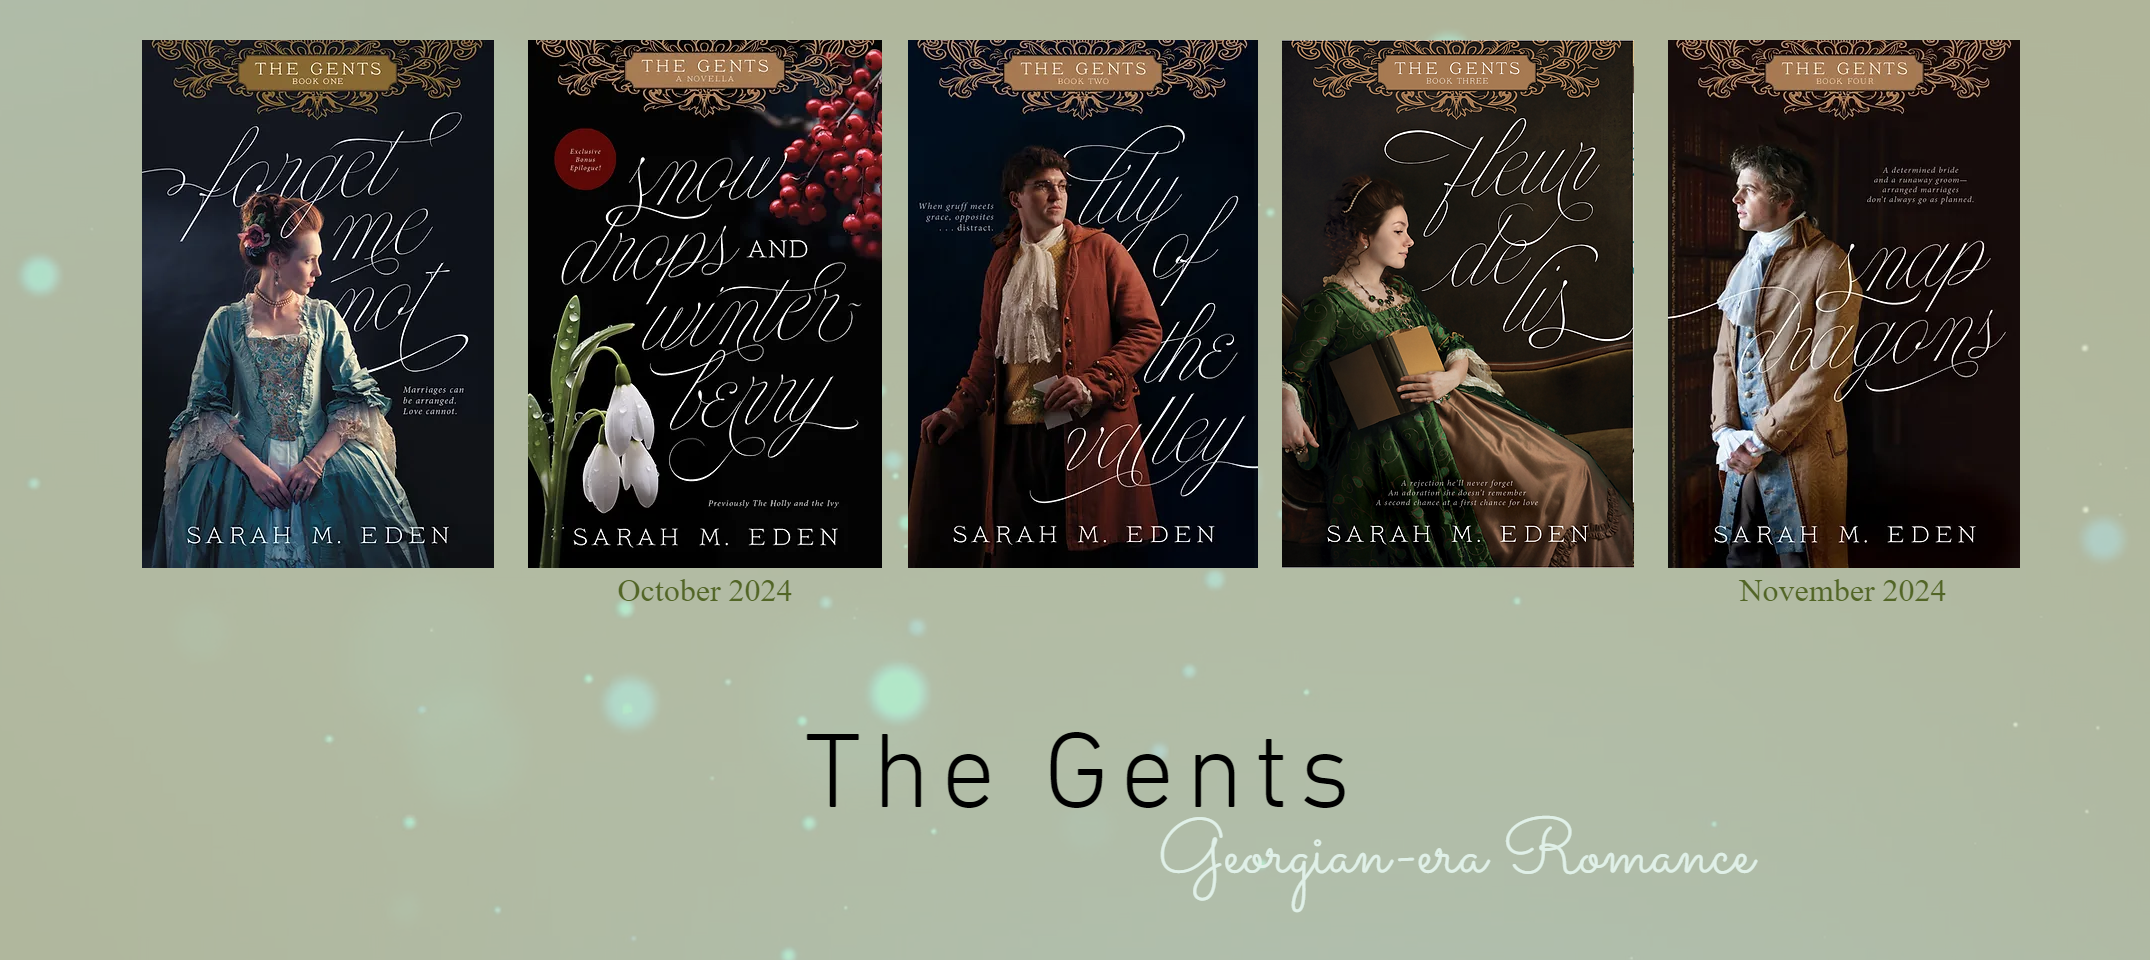 THE GENTS
BOOK ONE
forget
me
not
Marriages can
be arranged.
Love cannot.
SARAH M. EDEN
THE GENTS
A NOVELLA
Exclusive
Bonus
Epilogue!
snow
drops AND
winter-
berry
Previously The Holly and the Ivy
SARAH M. EDEN
October 2024
THE GENTS
BOOK TWO
When gruff meets
grace, opposites
. . . distract.
lily
of
the
valley
SARAH M. EDEN
THE GENTS
BOOK THREE
fleur
de
lis
A rejection he'll never forget
An adoration she doesn't remember
A second chance at a first chance for love
SARAH M. EDEN
THE GENTS
BOOK FOUR
A determined bride
and a runaway groom—
arranged marriages
don't always go as planned.
snap
dragons
SARAH M. EDEN
November 2024
The Gents
Georgian-era Romance